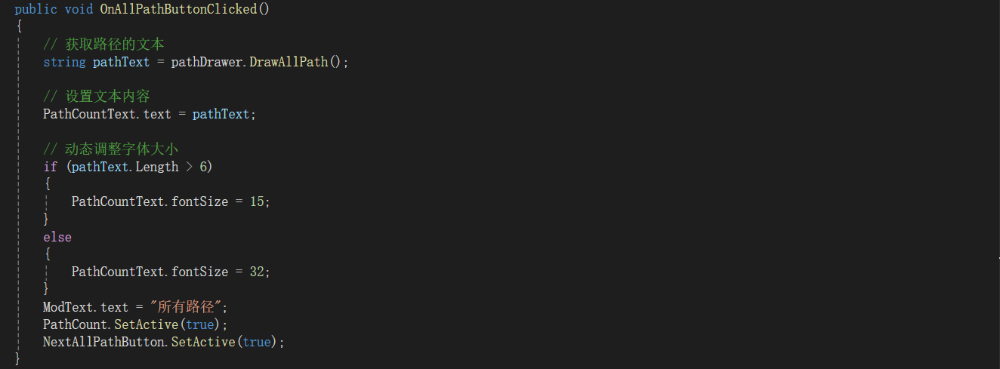 public void OnAllPathButtonClicked()
{
// 获取路径的文本
string pathText = pathDrawer.DrawAllPath();
// 设置文本内容
PathCountText.text = pathText;
// 动态调整字体大小
if (pathText.Length > 6)
{
PathCountText.fontSize = 15;
}
else
{
PathCountText.fontSize = 32;
}
ModText.text = "所有路径";
PathCount.SetActive(true);
NextAllPathButton.SetActive(true);
}